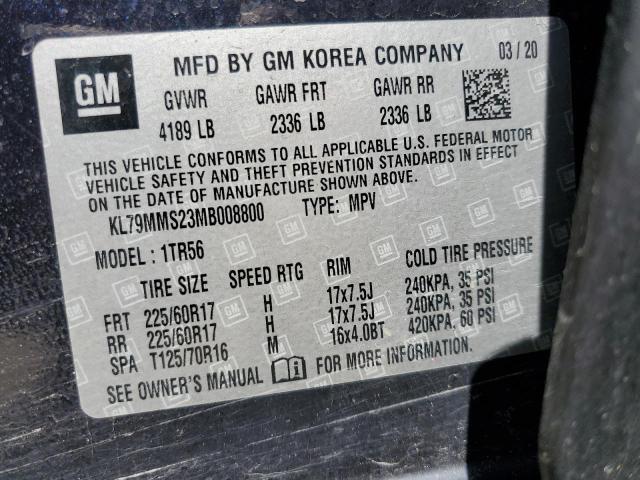 GM
MFD BY GM KOREA COMPANY 03 / 20
GVWR GAWR FRT GAWR RR
4189 LB 2336 LB 2336 LB
THIS VEHICLE CONFORMS TO ALL APPLICABLE U.S. FEDERAL MOTOR
VEHICLE SAFETY AND THEFT PREVENTION STANDARDS IN EFFECT
ON THE DATE OF MANUFACTURE SHOWN ABOVE.
KL79MMS23MB008800 TYPE: MPV
MODEL : 1TR56
TIRE SIZE SPEED RTG RIM COLD TIRE PRESSURE
FRT 225/60R17 H 17x7.5J 240KPA, 35 PSI
RR 225/60R17 H 17x7.5J 240KPA, 35 PSI
SPA T125/70R16 M 16x4.0BT 420KPA, 60 PSI
SEE OWNER'S MANUAL FOR MORE INFORMATION.